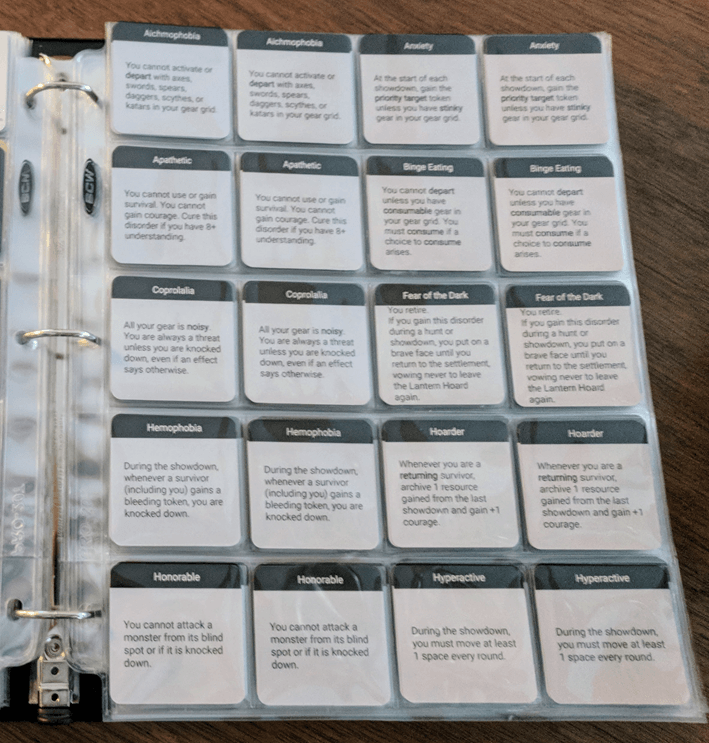 Aichmophobia
You cannot activate or
depart with axes,
swords, spears,
daggers, scythes, or
katars in your gear grid.
Aichmophobia
You cannot activate or
depart with axes,
swords, spears,
daggers, scythes, or
katars in your gear grid.
Anxiety
At the start of each
showdown, gain the
priority target token
unless you have stinky
gear in your gear grid.
Anxiety
At the start of each
showdown, gain the
priority target token
unless you have stinky
gear in your gear grid.
Apathetic
You cannot use or gain
survival. You cannot
gain courage. Cure this
disorder if you have 8+
understanding.
Apathetic
You cannot use or gain
survival. You cannot
gain courage. Cure this
disorder if you have 8+
understanding.
Binge Eating
You cannot depart
unless you have
consumable gear in
your gear grid. You
must consume if a
choice to consume
arises.
Binge Eating
You cannot depart
unless you have
consumable gear in
your gear grid. You
must consume if a
choice to consume
arises.
BCW
BCW
Coprolalia
All your gear is noisy.
You are always a threat
unless you are knocked
down, even if an effect
says otherwise.
Coprolalia
All your gear is noisy.
You are always a threat
unless you are knocked
down, even if an effect
says otherwise.
Fear of the Dark
You retire.
If you gain this disorder
during a hunt or
showdown, you put on a
brave face until you
return to the settlement,
vowing never to leave
the Lantern Hoard
again.
Fear of the Dark
You retire.
If you gain this disorder
during a hunt or
showdown, you put on a
brave face until you
return to the settlement,
vowing never to leave
the Lantern Hoard
again.
Hemophobia
During the showdown,
whenever a survivor
(including you) gains a
bleeding token, you are
knocked down.
Hemophobia
During the showdown,
whenever a survivor
(including you) gains a
bleeding token, you are
knocked down.
Hoarder
Whenever you are a
returning survivor,
archive 1 resource
gained from the last
showdown and gain +1
courage.
Hoarder
Whenever you are a
returning survivor,
archive 1 resource
gained from the last
showdown and gain +1
courage.
Honorable
You cannot attack a
monster from its blind
spot or if it is knocked
down.
Honorable
You cannot attack a
monster from its blind
spot or if it is knocked
down.
Hyperactive
During the showdown,
you must move at least
1 space every round.
Hyperactive
During the showdown,
you must move at least
1 space every round.